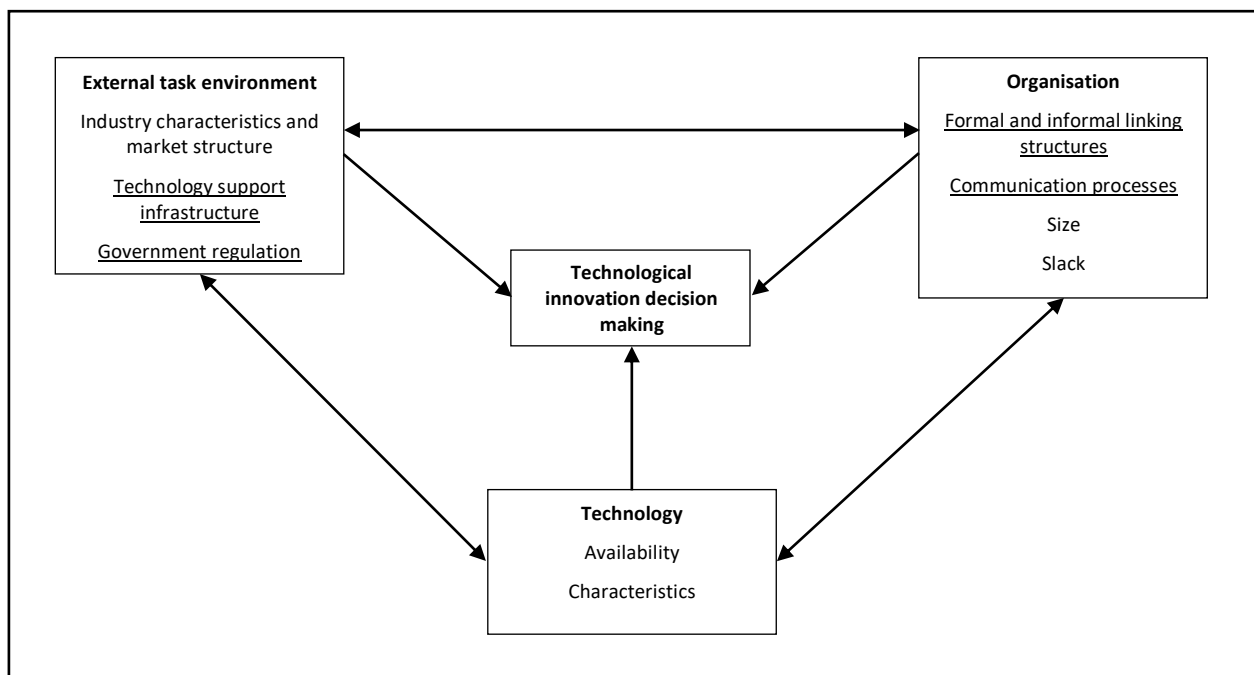 External task environment
Industry characteristics and
market structure
Technology support
infrastructure
Government regulation
Organisation
Formal and informal linking
structures
Communication processes
Size
Slack
Technological
innovation decision
making
Technology
Availability
Characteristics